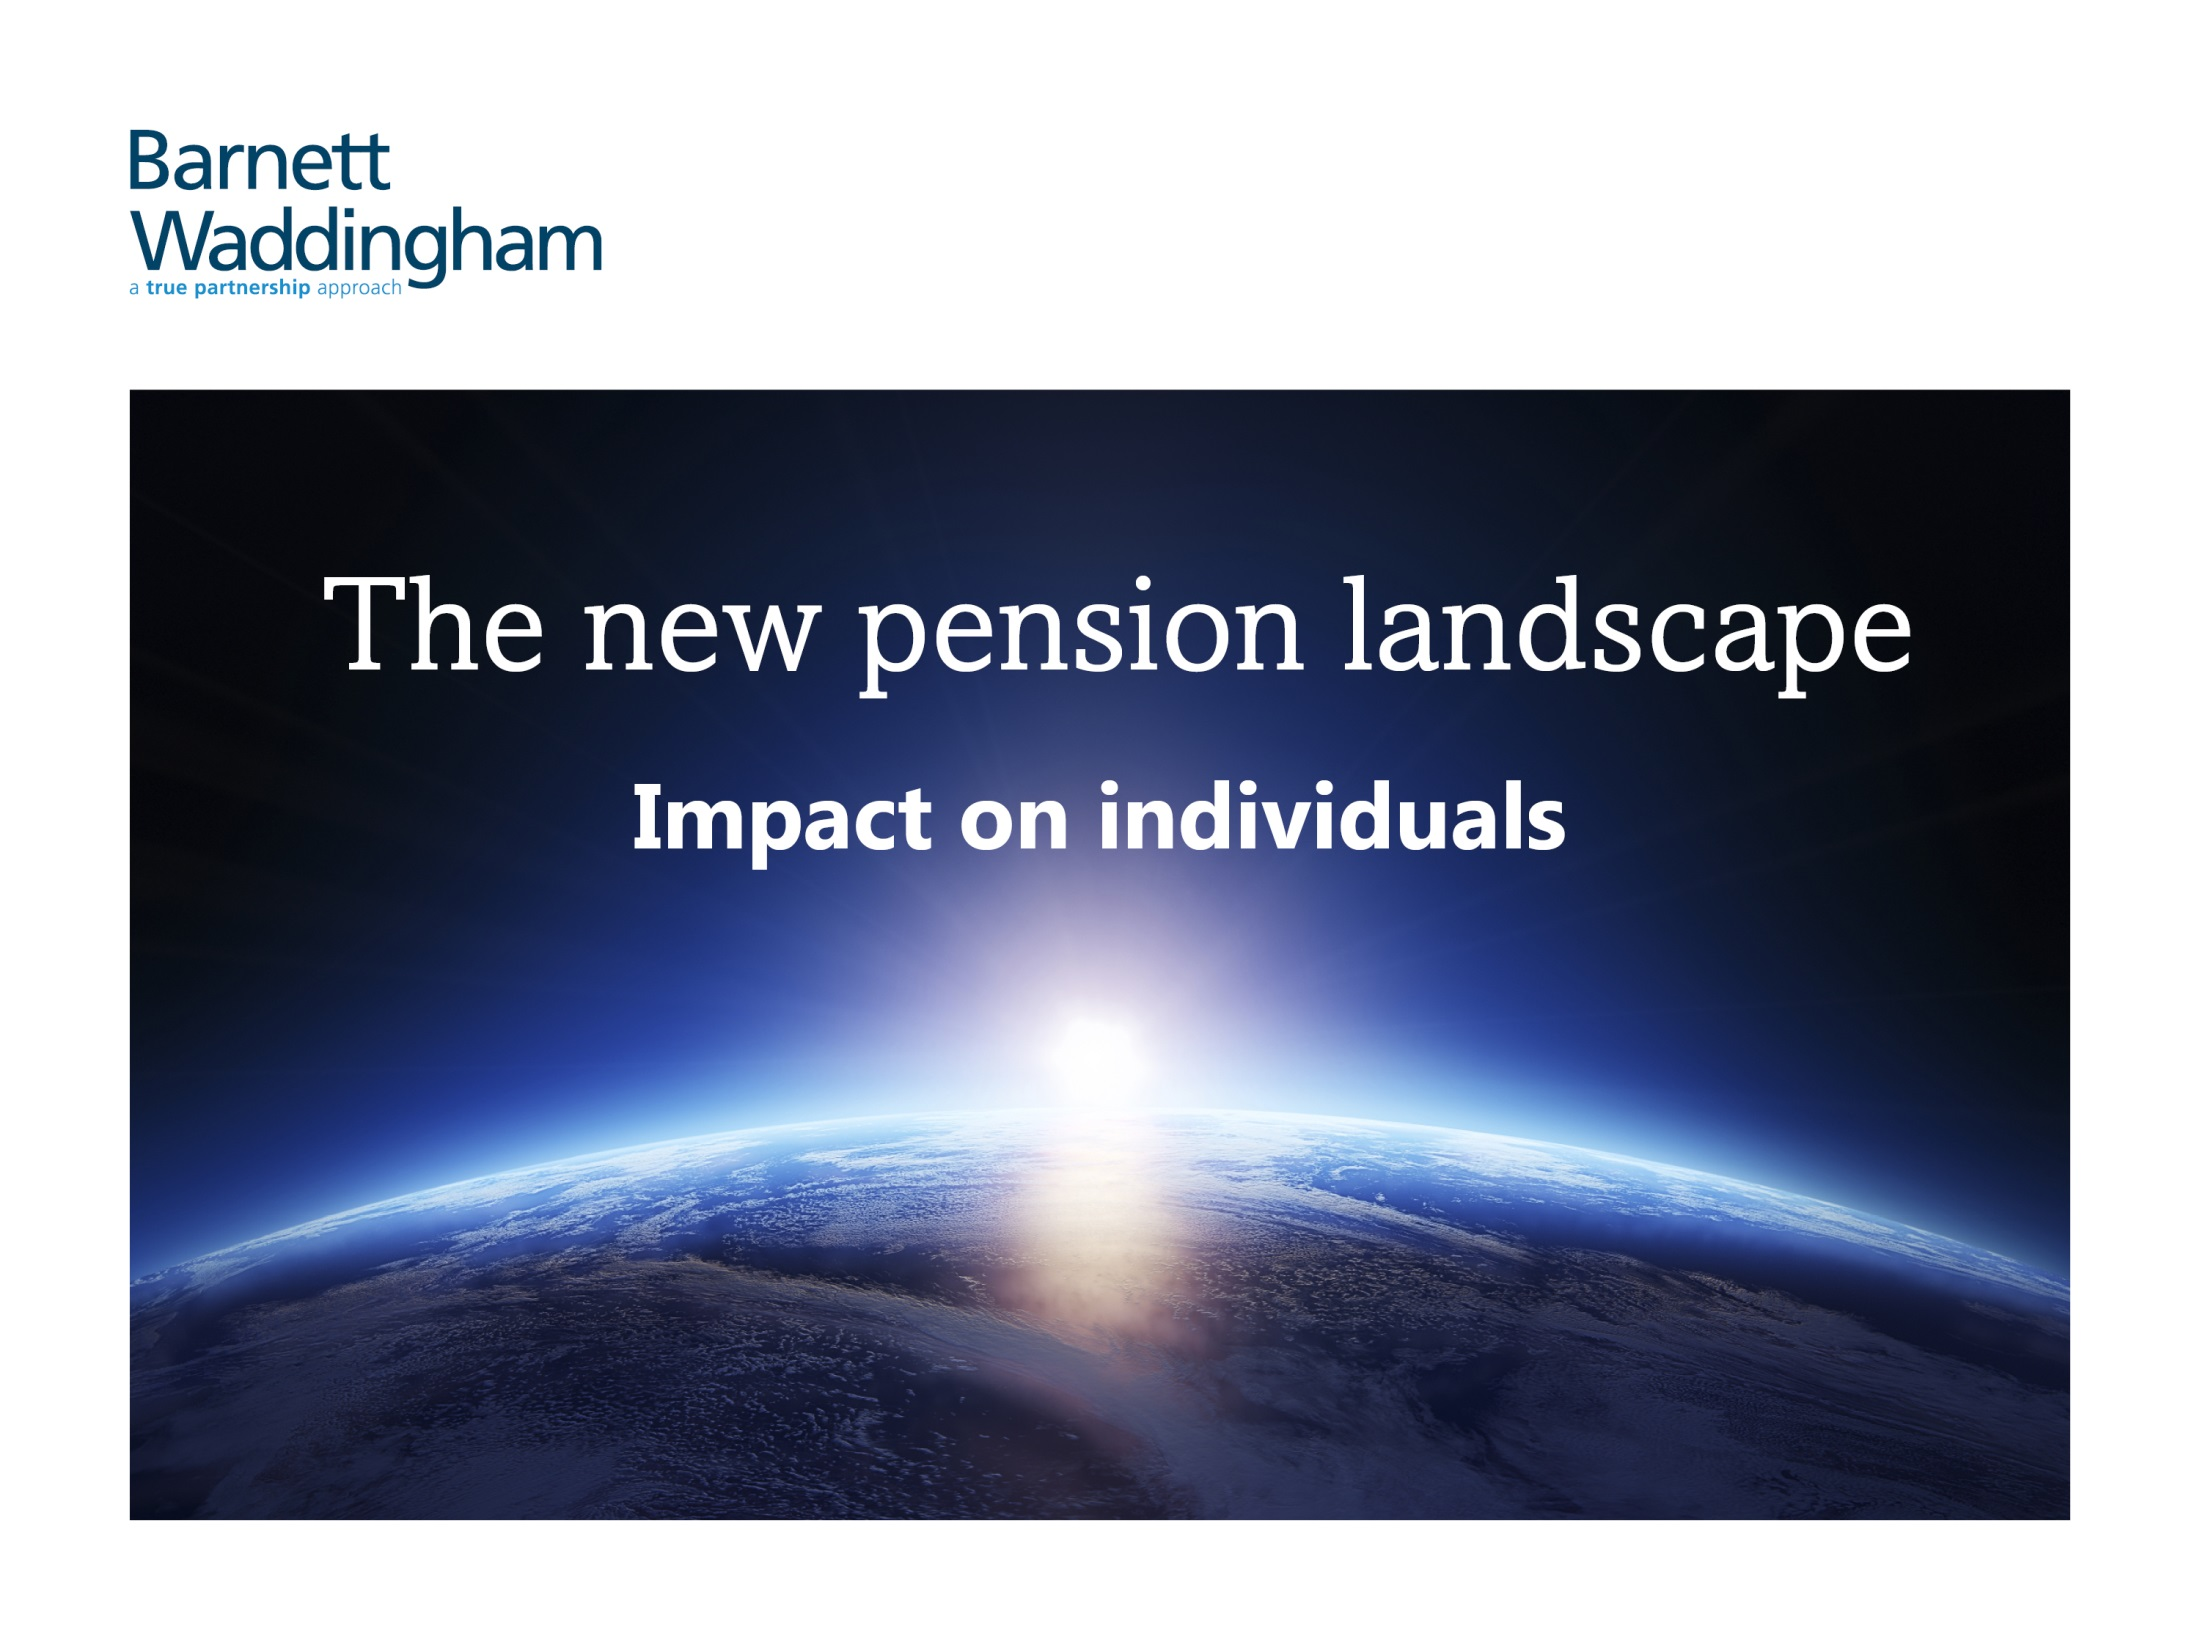 Barnett
Waddingham
a true partnership approach
The new pension landscape
Impact on individuals